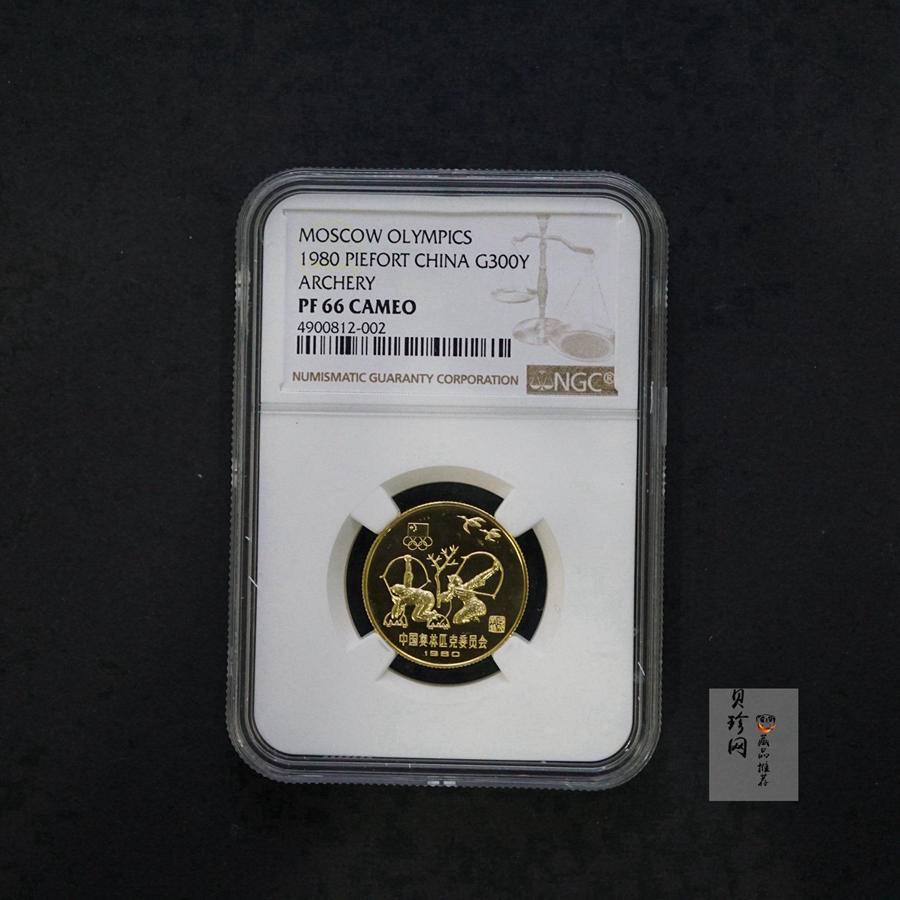 MOSCOW OLYMPICS
1980 PIEFORT CHINA G300Y
ARCHERY
PF 66 CAMEO
4900812-002
NUMISMATIC GUARANTY CORPORATION
NGC®
中国奥林匹克委员会
1980
贝珍网
藏品推荐